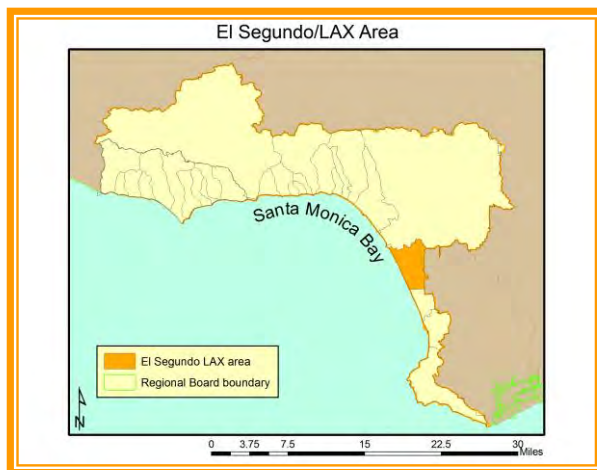 El Segundo/LAX Area
Santa Monica Bay
El Segundo LAX area
Regional Board boundary
N
0 3.75 7.5 15 22.5 30
Miles